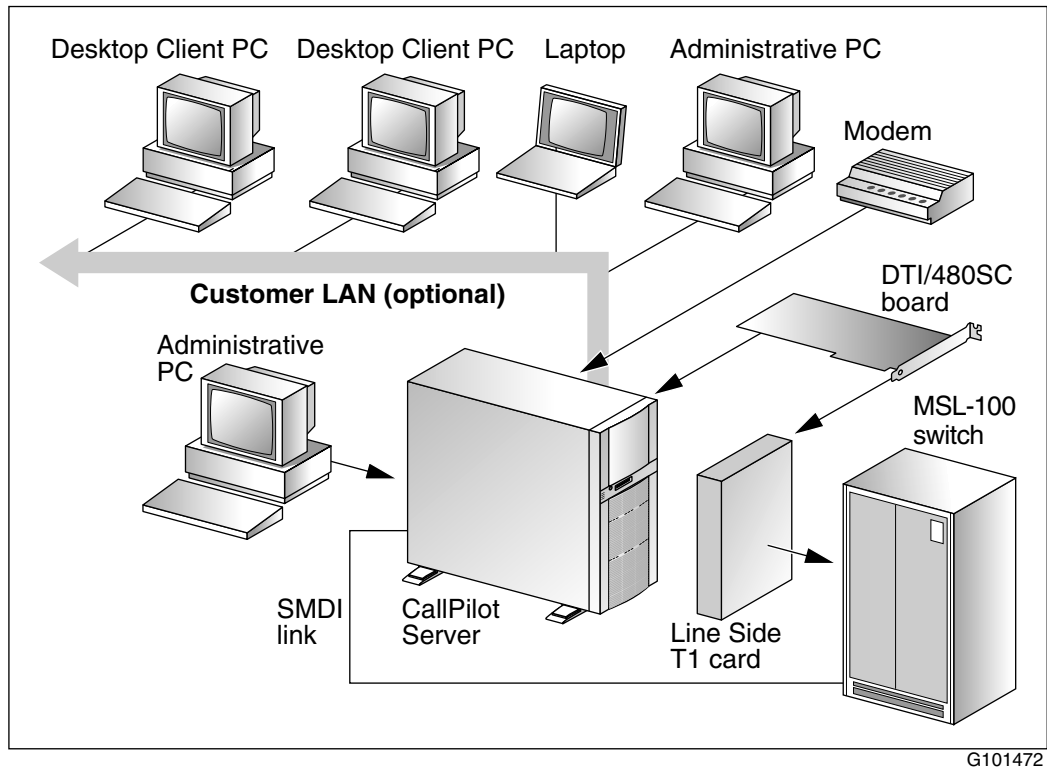 Desktop Client PC
Desktop Client PC
Laptop
Administrative PC
Modem
DTI/480SC
board
Customer LAN (optional)
Administrative
PC
MSL-100
switch
SMDI
link
CallPilot
Server
Line Side
T1 card
G101472